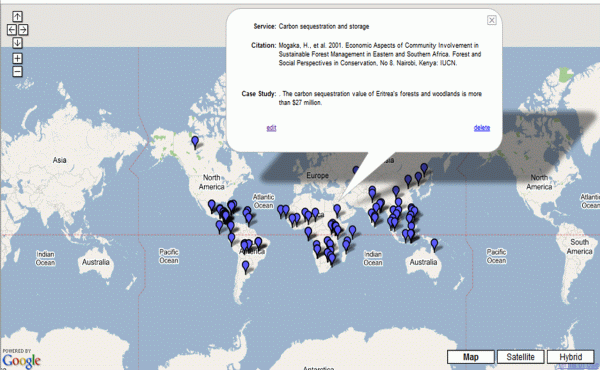 Service: Carbon sequestration and storage
Citation: Mogaka, H., et al. 2001. Economic Aspects of Community Involvement in
Sustainable Forest Management in Eastern and Southern Africa. Forest and
Social Perspectives in Conservation, No 8. Nairobi, Kenya: IUCN.
Case Study: . The carbon sequestration value of Eritrea's forests and woodlands is more
than $27 million.
edit
delete
Asia
North
America
Europe
North
America
Atlantic
Ocean
Pacific
Ocean
Atlantic
Ocean
Indian
Ocean
Australia
Pacific
Ocean
America
Indian
Ocean
Australia
Pacific
Ocean
South
America
POWERED BY
Google
Antarctica
Map
Satellite
Hybrid